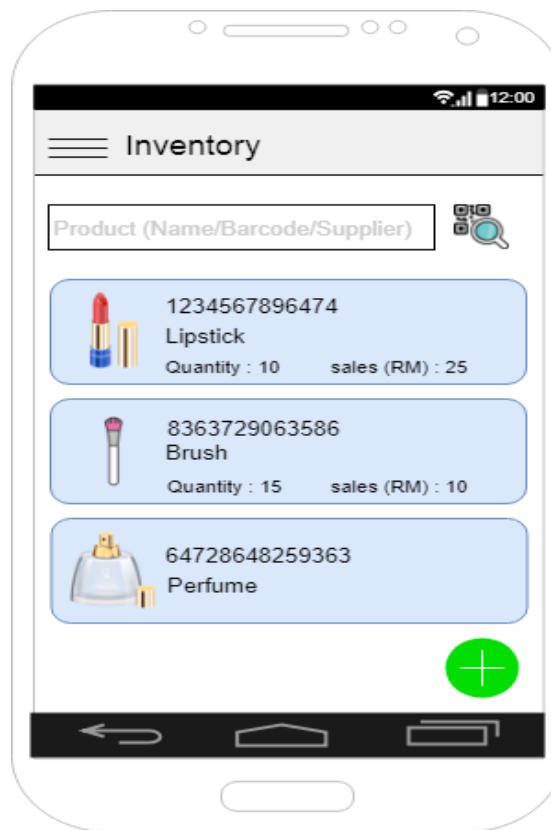 12:00
Inventory
Product (Name/Barcode/Supplier)
1234567896474
Lipstick
Quantity : 10 sales (RM) : 25
8363729063586
Brush
Quantity : 15 sales (RM) : 10
64728648259363
Perfume